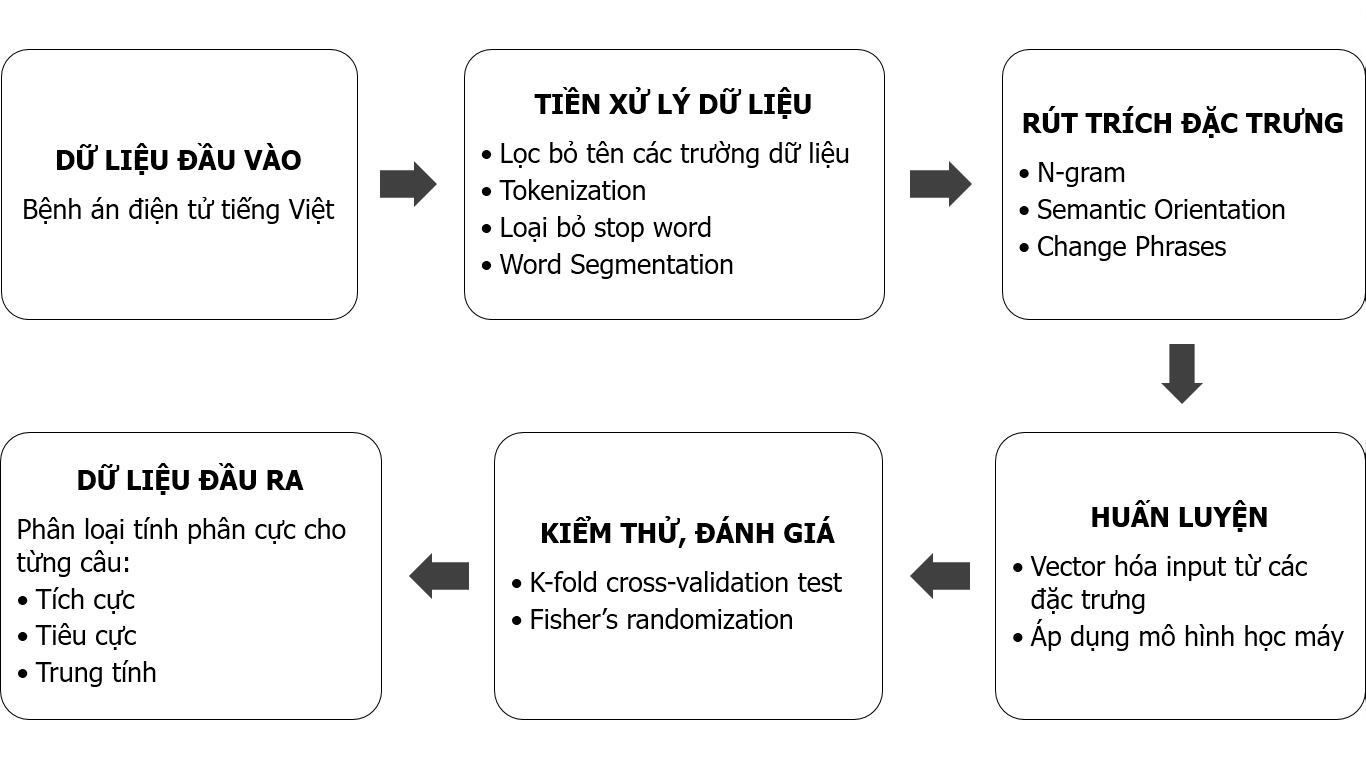 DỮ LIỆU ĐẦU VÀO
Bệnh án điện tử tiếng Việt
TIỀN XỬ LÝ DỮ LIỆU
• Lọc bỏ tên các trường dữ liệu
• Tokenization
• Loại bỏ stop word
• Word Segmentation
RÚT TRÍCH ĐẶC TRƯNG
• N-gram
• Semantic Orientation
• Change Phrases
HUẤN LUYỆN
• Vector hóa input từ các
đặc trưng
• Áp dụng mô hình học máy
KIỂM THỬ, ĐÁNH GIÁ
• K-fold cross-validation test
• Fisher’s randomization
DỮ LIỆU ĐẦU RA
Phân loại tính phân cực cho
từng câu:
• Tích cực
• Tiêu cực
• Trung tính